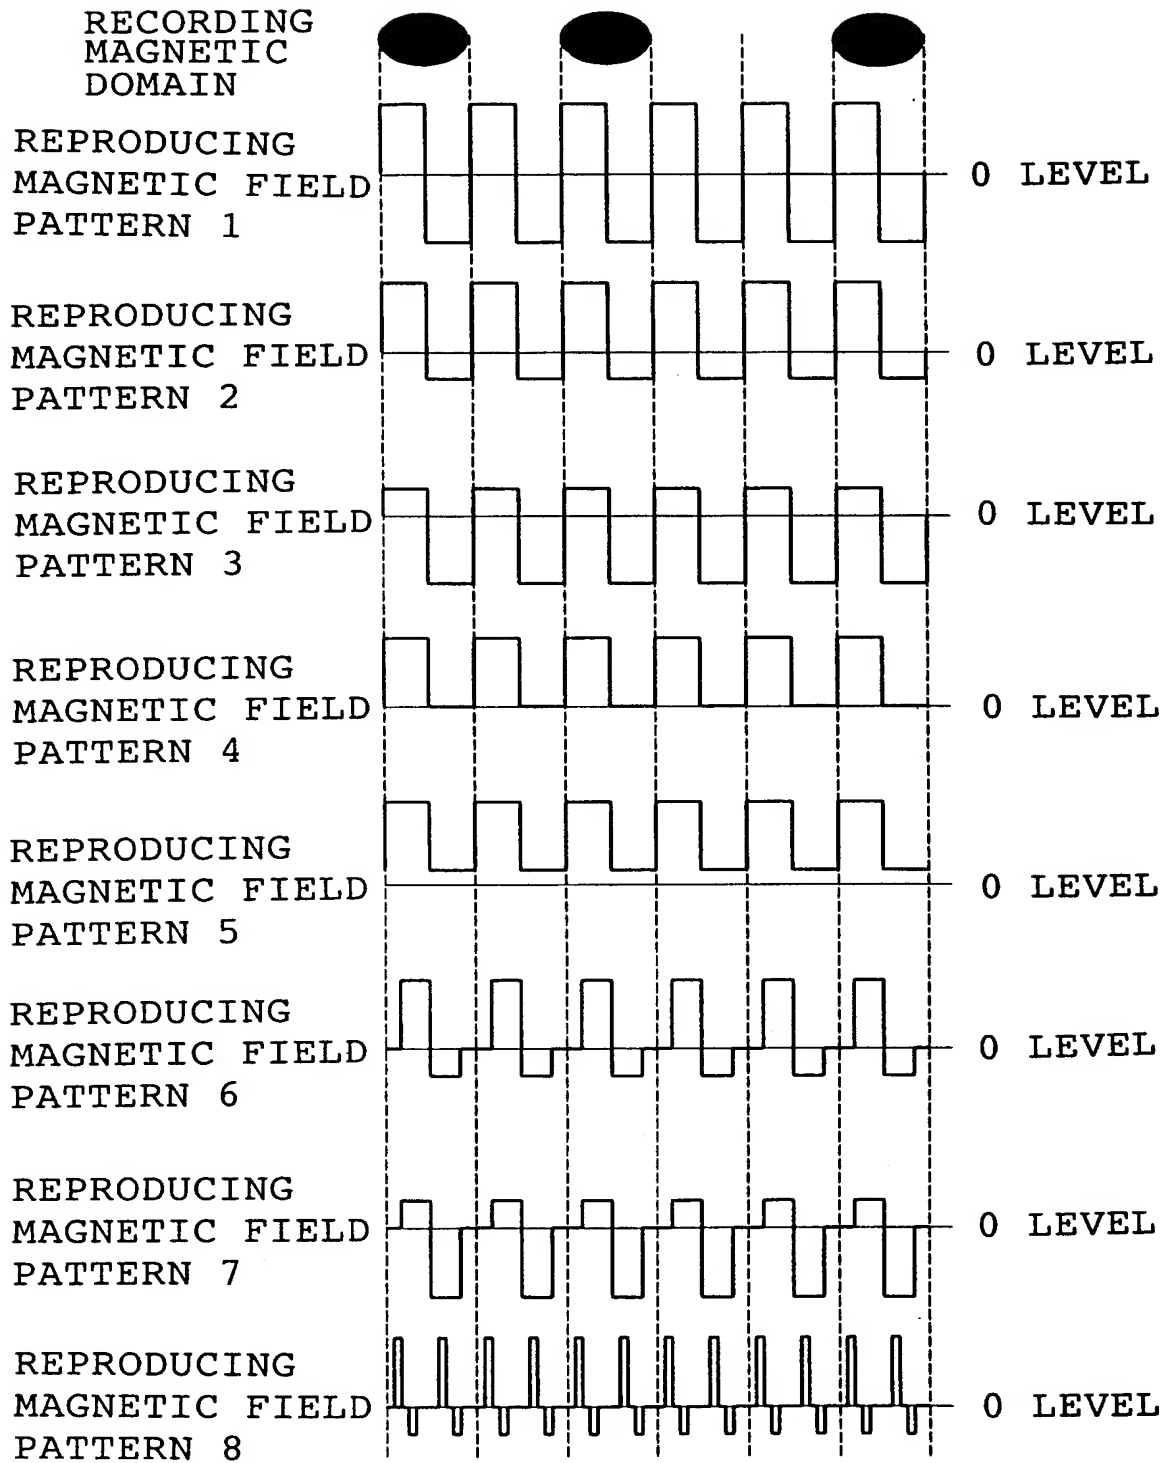 RECORDING
MAGNETIC
DOMAIN
REPRODUCING
MAGNETIC FIELD
PATTERN 1
0 LEVEL
REPRODUCING
MAGNETIC FIELD
PATTERN 2
0 LEVEL
REPRODUCING
MAGNETIC FIELD
PATTERN 3
0 LEVEL
REPRODUCING
MAGNETIC FIELD
PATTERN 4
0 LEVEL
REPRODUCING
MAGNETIC FIELD
PATTERN 5
0 LEVEL
REPRODUCING
MAGNETIC FIELD
PATTERN 6
0 LEVEL
REPRODUCING
MAGNETIC FIELD
PATTERN 7
0 LEVEL
REPRODUCING
MAGNETIC FIELD
PATTERN 8
0 LEVEL